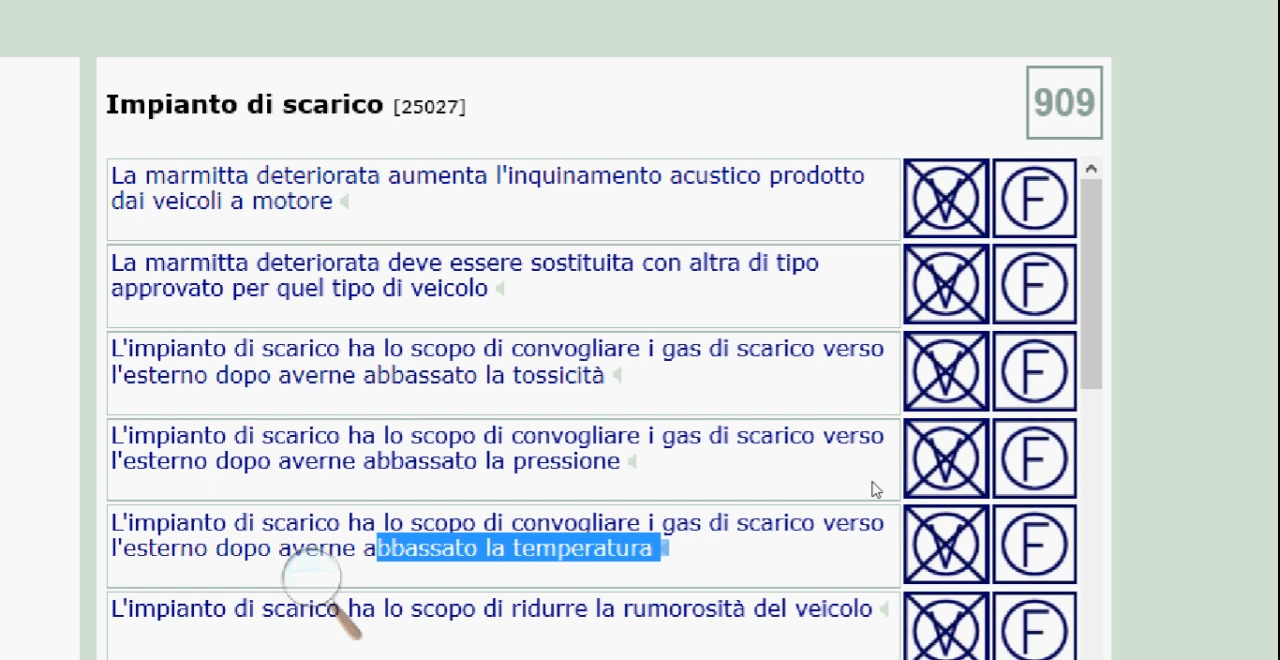 Impianto di scarico [25027]
909
La marmitta deteriorata aumenta l'inquinamento acustico prodotto
dai veicoli a motore
V F
La marmitta deteriorata deve essere sostituita con altra di tipo
approvato per quel tipo di veicolo
V F
L'impianto di scarico ha lo scopo di convogliare i gas di scarico verso
l'esterno dopo averne abbassato la tossicità
V F
L'impianto di scarico ha lo scopo di convogliare i gas di scarico verso
l'esterno dopo averne abbassato la pressione
V F
L'impianto di scarico ha lo scopo di convogliare i gas di scarico verso
l'esterno dopo averne abbassato la temperatura
V F
L'impianto di scarico ha lo scopo di ridurre la rumorosità del veicolo
V F